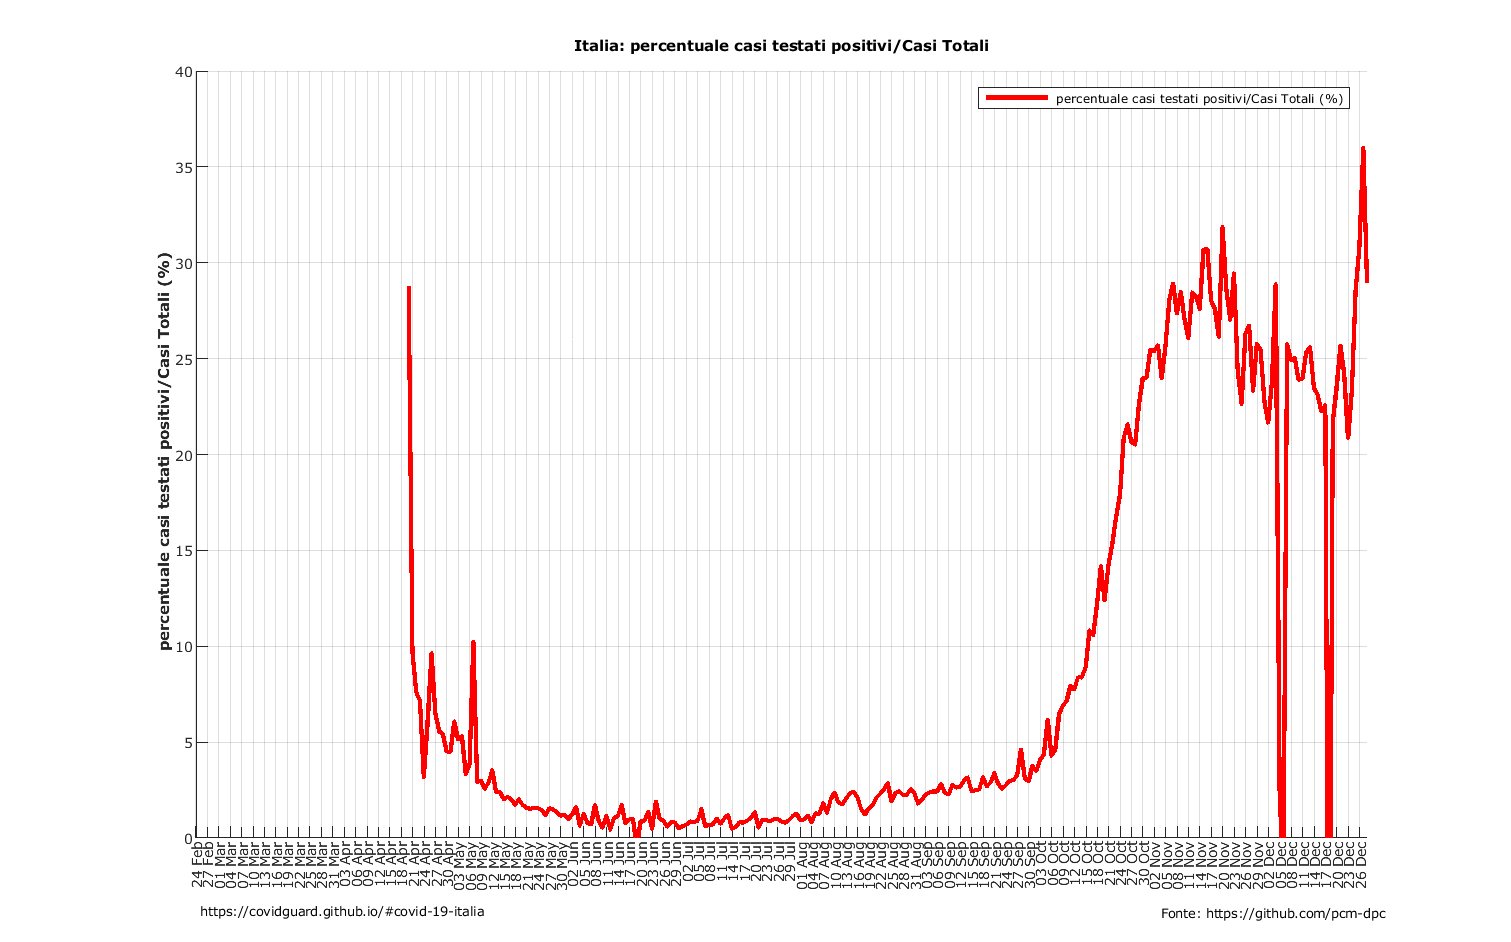 Italia: percentuale casi testati positivi/Casi Totali
percentuale casi testati positivi/Casi Totali (%)
percentuale casi testati positivi/Casi Totali (%)
40
35
30
25
20
15
10
5
0
24 Feb
27 Feb
01 Mar
04 Mar
07 Mar
10 Mar
13 Mar
16 Mar
19 Mar
22 Mar
25 Mar
28 Mar
31 Mar
03 Apr
06 Apr
09 Apr
12 Apr
15 Apr
18 Apr
21 Apr
24 Apr
27 Apr
30 Apr
03 May
06 May
09 May
12 May
15 May
18 May
21 May
24 May
27 May
30 May
02 Jun
05 Jun
08 Jun
11 Jun
14 Jun
17 Jun
20 Jun
23 Jun
26 Jun
29 Jun
02 Jul
05 Jul
08 Jul
11 Jul
14 Jul
17 Jul
20 Jul
23 Jul
26 Jul
29 Jul
01 Aug
04 Aug
07 Aug
10 Aug
13 Aug
16 Aug
19 Aug
22 Aug
25 Aug
28 Aug
31 Aug
03 Sep
06 Sep
09 Sep
12 Sep
15 Sep
18 Sep
21 Sep
24 Sep
27 Sep
30 Sep
03 Oct
06 Oct
09 Oct
12 Oct
15 Oct
18 Oct
21 Oct
24 Oct
27 Oct
30 Oct
02 Nov
05 Nov
08 Nov
11 Nov
14 Nov
17 Nov
20 Nov
23 Nov
26 Nov
29 Nov
02 Dec
05 Dec
08 Dec
11 Dec
14 Dec
17 Dec
20 Dec
23 Dec
26 Dec
https://covidguard.github.io/#covid-19-italia
Fonte: https://github.com/pcm-dpc